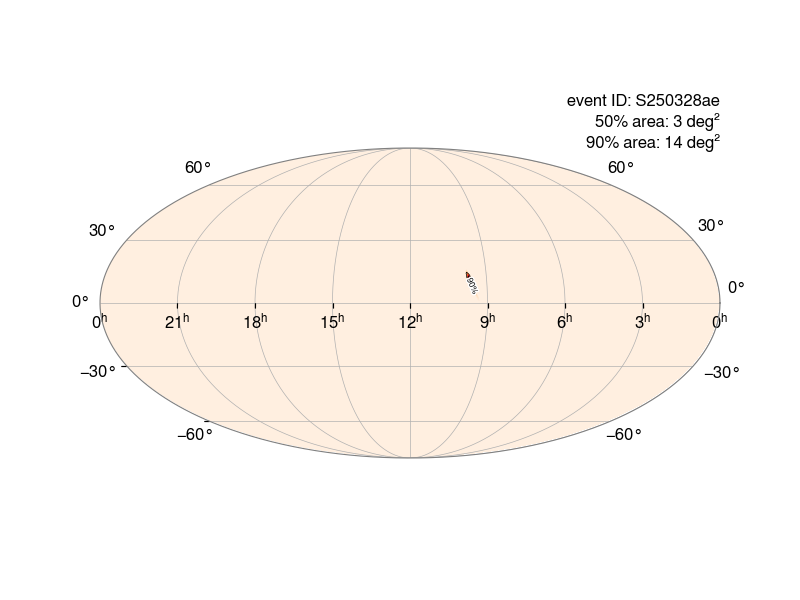 event ID: S250328ae
50% area: 3 deg²
90% area: 14 deg²
60° 60°
30° 30°
0° 0°
90%
0ʰ 21ʰ 18ʰ 15ʰ 12ʰ 9ʰ 6ʰ 3ʰ 0ʰ
−30° −30°
−60° −60°